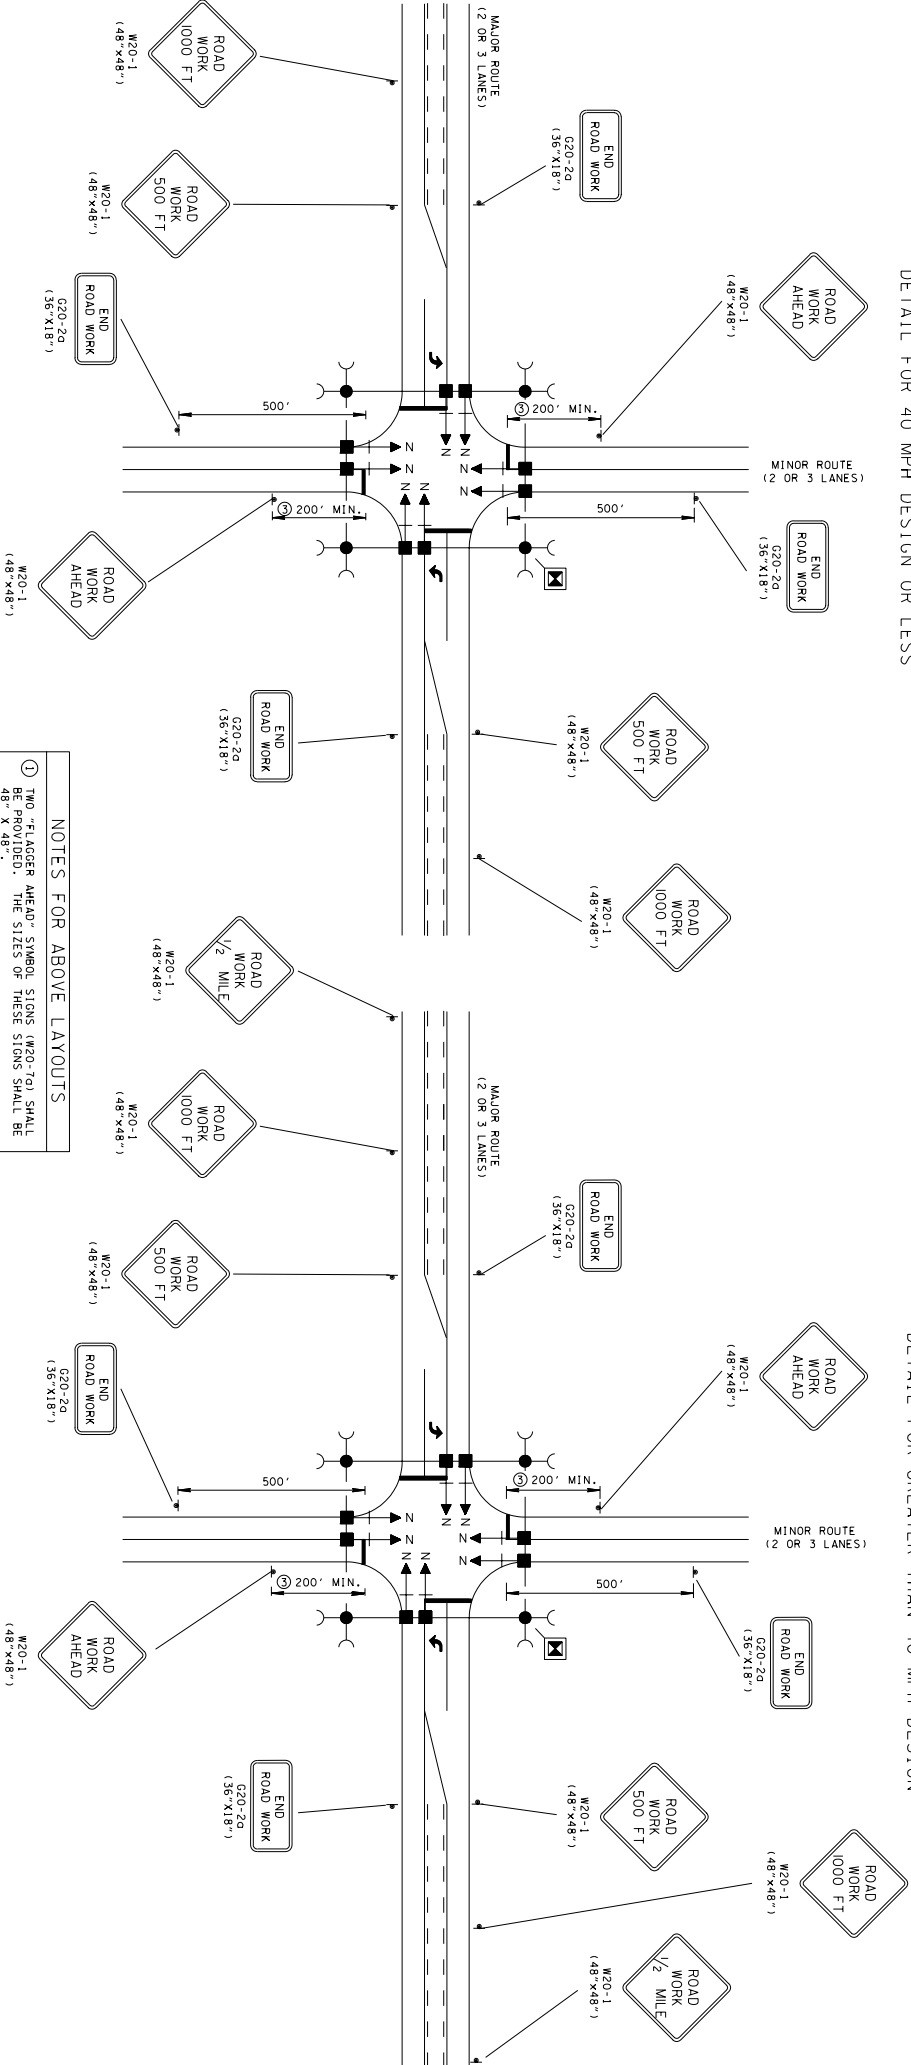 DETAIL FOR 40 MPH DESIGN OR LESS
MAJOR ROUTE
(2 OR 3 LANES)
ROAD
WORK
1000 FT
W20-1
(48"x48")
ROAD
WORK
500 FT
W20-1
(48"x48")
END
ROAD WORK
G20-2a
(36"X18")
END
ROAD WORK
G20-2a
(36"X18")
ROAD
WORK
AHEAD
W20-1
(48"x48")
500'
③ 200' MIN.
N
N
N
N
N
N
N
N
MINOR ROUTE
(2 OR 3 LANES)
③ 200' MIN.
500'
END
ROAD WORK
G20-2a
(36"X18")
ROAD
WORK
AHEAD
W20-1
(48"x48")
END
ROAD WORK
G20-2a
(36"X18")
ROAD
WORK
500 FT
W20-1
(48"x48")
ROAD
WORK
1000 FT
W20-1
(48"x48")
NOTES FOR ABOVE LAYOUTS
① TWO "FLAGGER AHEAD" SYMBOL SIGNS (W20-7a) SHALL
BE PROVIDED. THE SIZES OF THESE SIGNS SHALL BE
48" X 48".
DETAIL FOR GREATER THAN 40 MPH DESIGN
ROAD
WORK
1/2 MILE
W20-1
(48"x48")
MAJOR ROUTE
(2 OR 3 LANES)
ROAD
WORK
1000 FT
W20-1
(48"x48")
ROAD
WORK
500 FT
W20-1
(48"x48")
END
ROAD WORK
G20-2a
(36"X18")
END
ROAD WORK
G20-2a
(36"X18")
ROAD
WORK
AHEAD
W20-1
(48"x48")
500'
③ 200' MIN.
N
N
N
N
N
N
N
N
MINOR ROUTE
(2 OR 3 LANES)
③ 200' MIN.
500'
END
ROAD WORK
G20-2a
(36"X18")
ROAD
WORK
AHEAD
W20-1
(48"x48")
END
ROAD WORK
G20-2a
(36"X18")
ROAD
WORK
500 FT
W20-1
(48"x48")
ROAD
WORK
1000 FT
W20-1
(48"x48")
ROAD
WORK
1/2 MILE
W20-1
(48"x48")